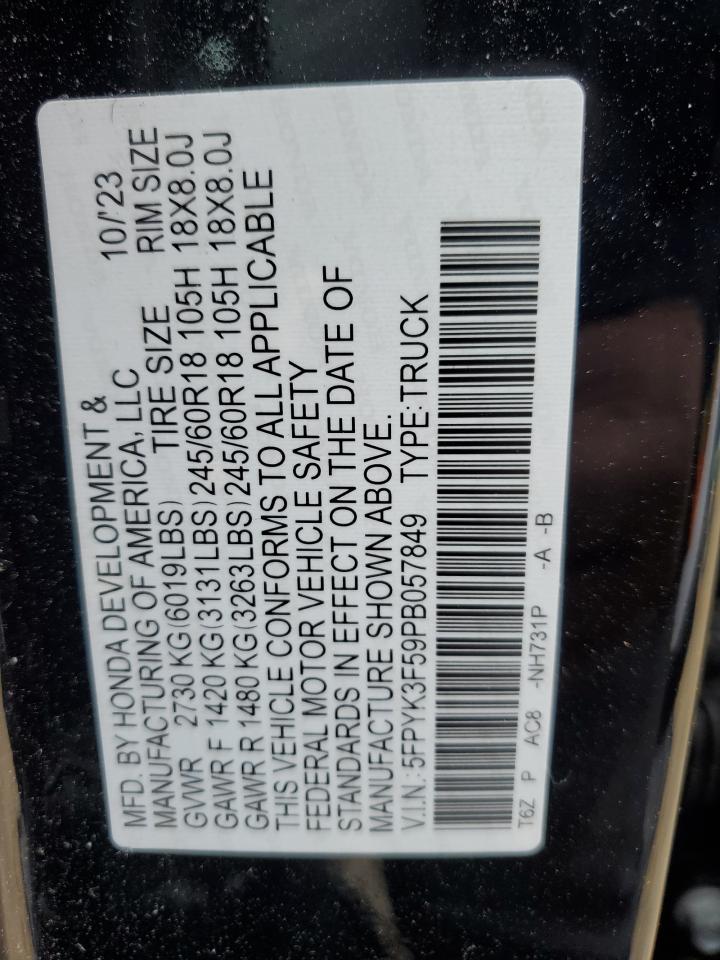 MFD. BY HONDA DEVELOPMENT & 10/'23
MANUFACTURING OF AMERICA, LLC
GVWR 2730 KG(6019LBS) TIRE SIZE RIM SIZE
GAWR F 1420 KG(3131LBS)245/60R18 105H 18X8.0J
GAWR R 1480 KG(3263LBS)245/60R18 105H 18X8.0J
THIS VEHICLE CONFORMS TO ALL APPLICABLE
FEDERAL MOTOR VEHICLE SAFETY
STANDARDS IN EFFECT ON THE DATE OF
MANUFACTURE SHOWN ABOVE.
V.I.N.:5FPYK3F59PB057849 TYPE:TRUCK
T6Z P AC8 -NH731P -A -B